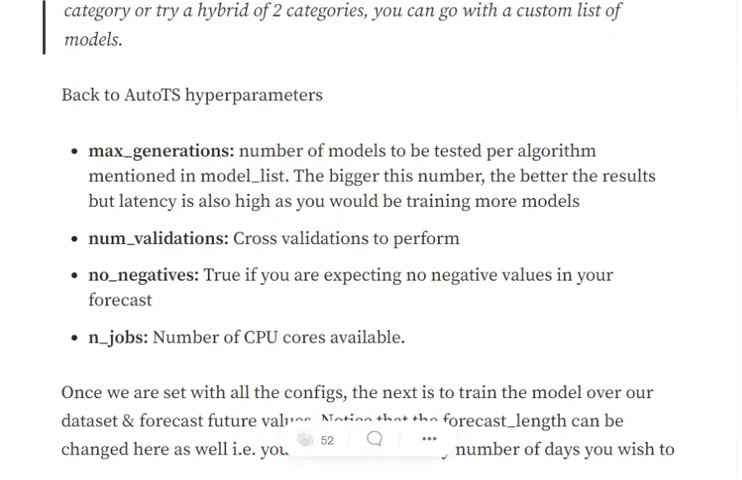 category or try a hybrid of 2 categories, you can go with a custom list of
models.
Back to AutoTS hyperparameters
• max_generations: number of models to be tested per algorithm
mentioned in model_list. The bigger this number, the better the results
but latency is also high as you would be training more models
• num_validations: Cross validations to perform
• no_negatives: True if you are expecting no negative values in your
forecast
• n_jobs: Number of CPU cores available.
Once we are set with all the configs, the next is to train the model over our
dataset & forecast future values. Notice that the forecast_length can be
changed here as well i.e. you number of days you wish to
52